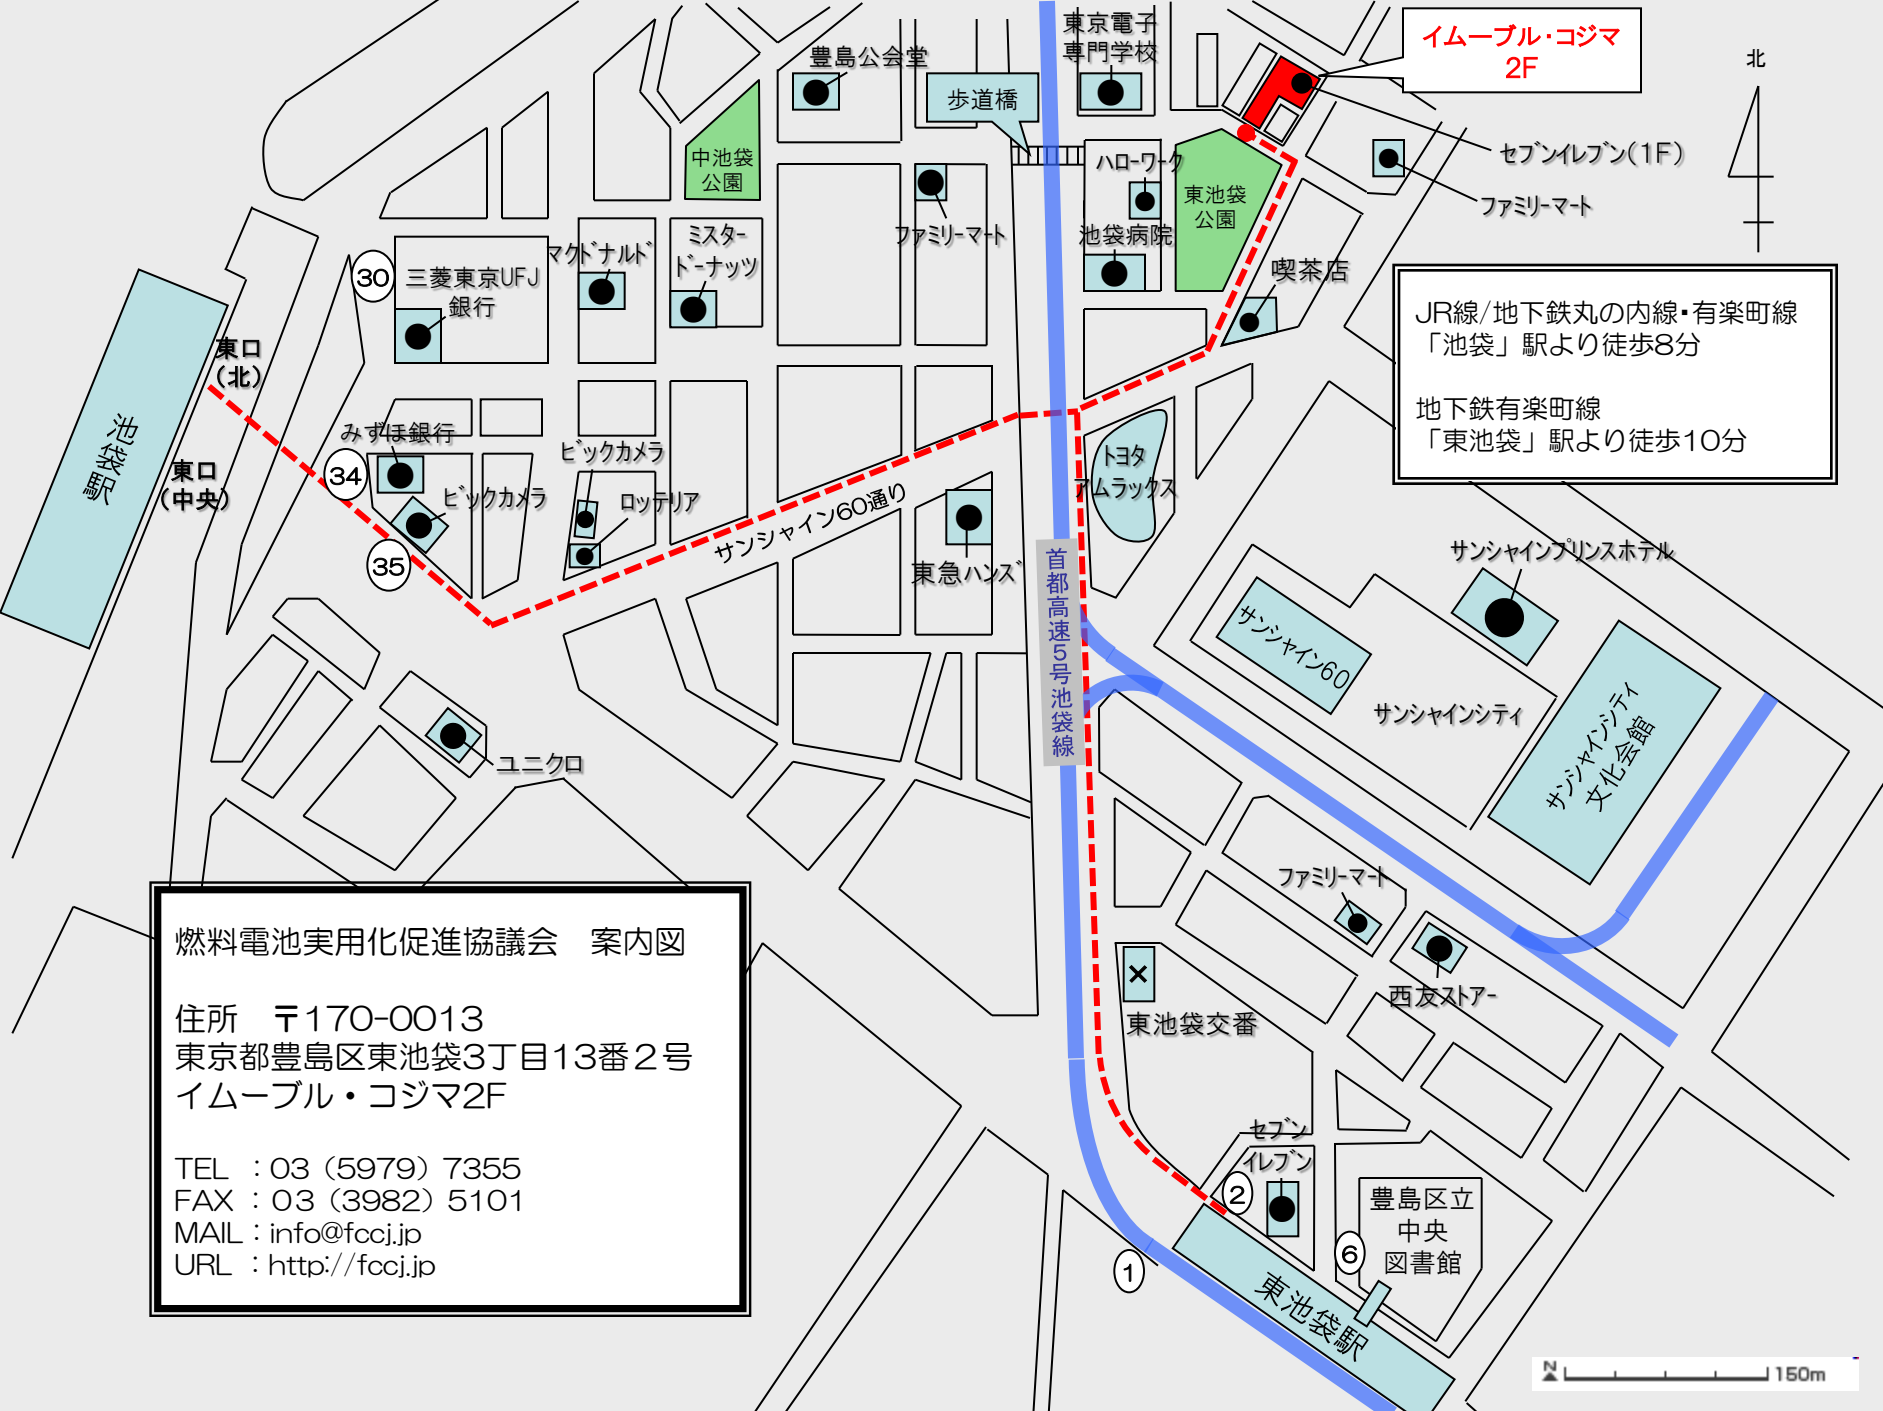 東京電子
専門学校
イムーブル・コジマ
2F
北
豊島公会堂
歩道橋
中池袋
公園
ハローワーク
セブンイレブン(1F)
東池袋
公園
ファミリーマート
ファミリーマート
池袋病院
ミスター
ドーナッツ
マクドナルド
30
三菱東京UFJ
銀行
喫茶店
JR線/地下鉄丸の内線・有楽町線
「池袋」駅より徒歩8分
地下鉄有楽町線
「東池袋」駅より徒歩10分
東口
(北)
池袋駅
東口
(中央)
みずほ銀行
34
ビックカメラ
35
ビックカメラ
ロッテリア
サンシャイン60通り
東急ハンズ
トヨタ
アムラックス
首都高速5号池袋線
サンシャインプリンスホテル
サンシャイン60
サンシャインシティ
サンシャインシティ
文化会館
ユニクロ
ファミリーマート
西友ストアー
東池袋交番
燃料電池実用化促進協議会 案内図
住所 〒170-0013
東京都豊島区東池袋3丁目13番2号
イムーブル・コジマ2F
TEL :03(5979)7355
FAX :03(3982)5101
MAIL:info@fccj.jp
URL :http://fccj.jp
セブン
イレブン
2
1
6
豊島区立
中央
図書館
東池袋駅
N
150m